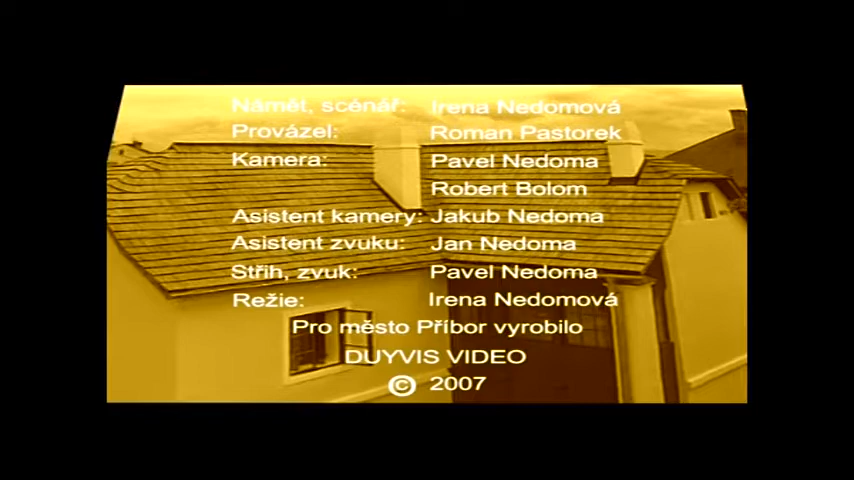 Námět, scénář: Irena Nedomová
Provázel: Roman Pastorek
Kamera: Pavel Nedoma
Robert Bolom
Asistent kamery: Jakub Nedoma
Asistent zvuku: Jan Nedoma
Střih, zvuk: Pavel Nedoma
Režie: Irena Nedomová
Pro město Příbor vyrobilo
DUYVIS VIDEO
© 2007